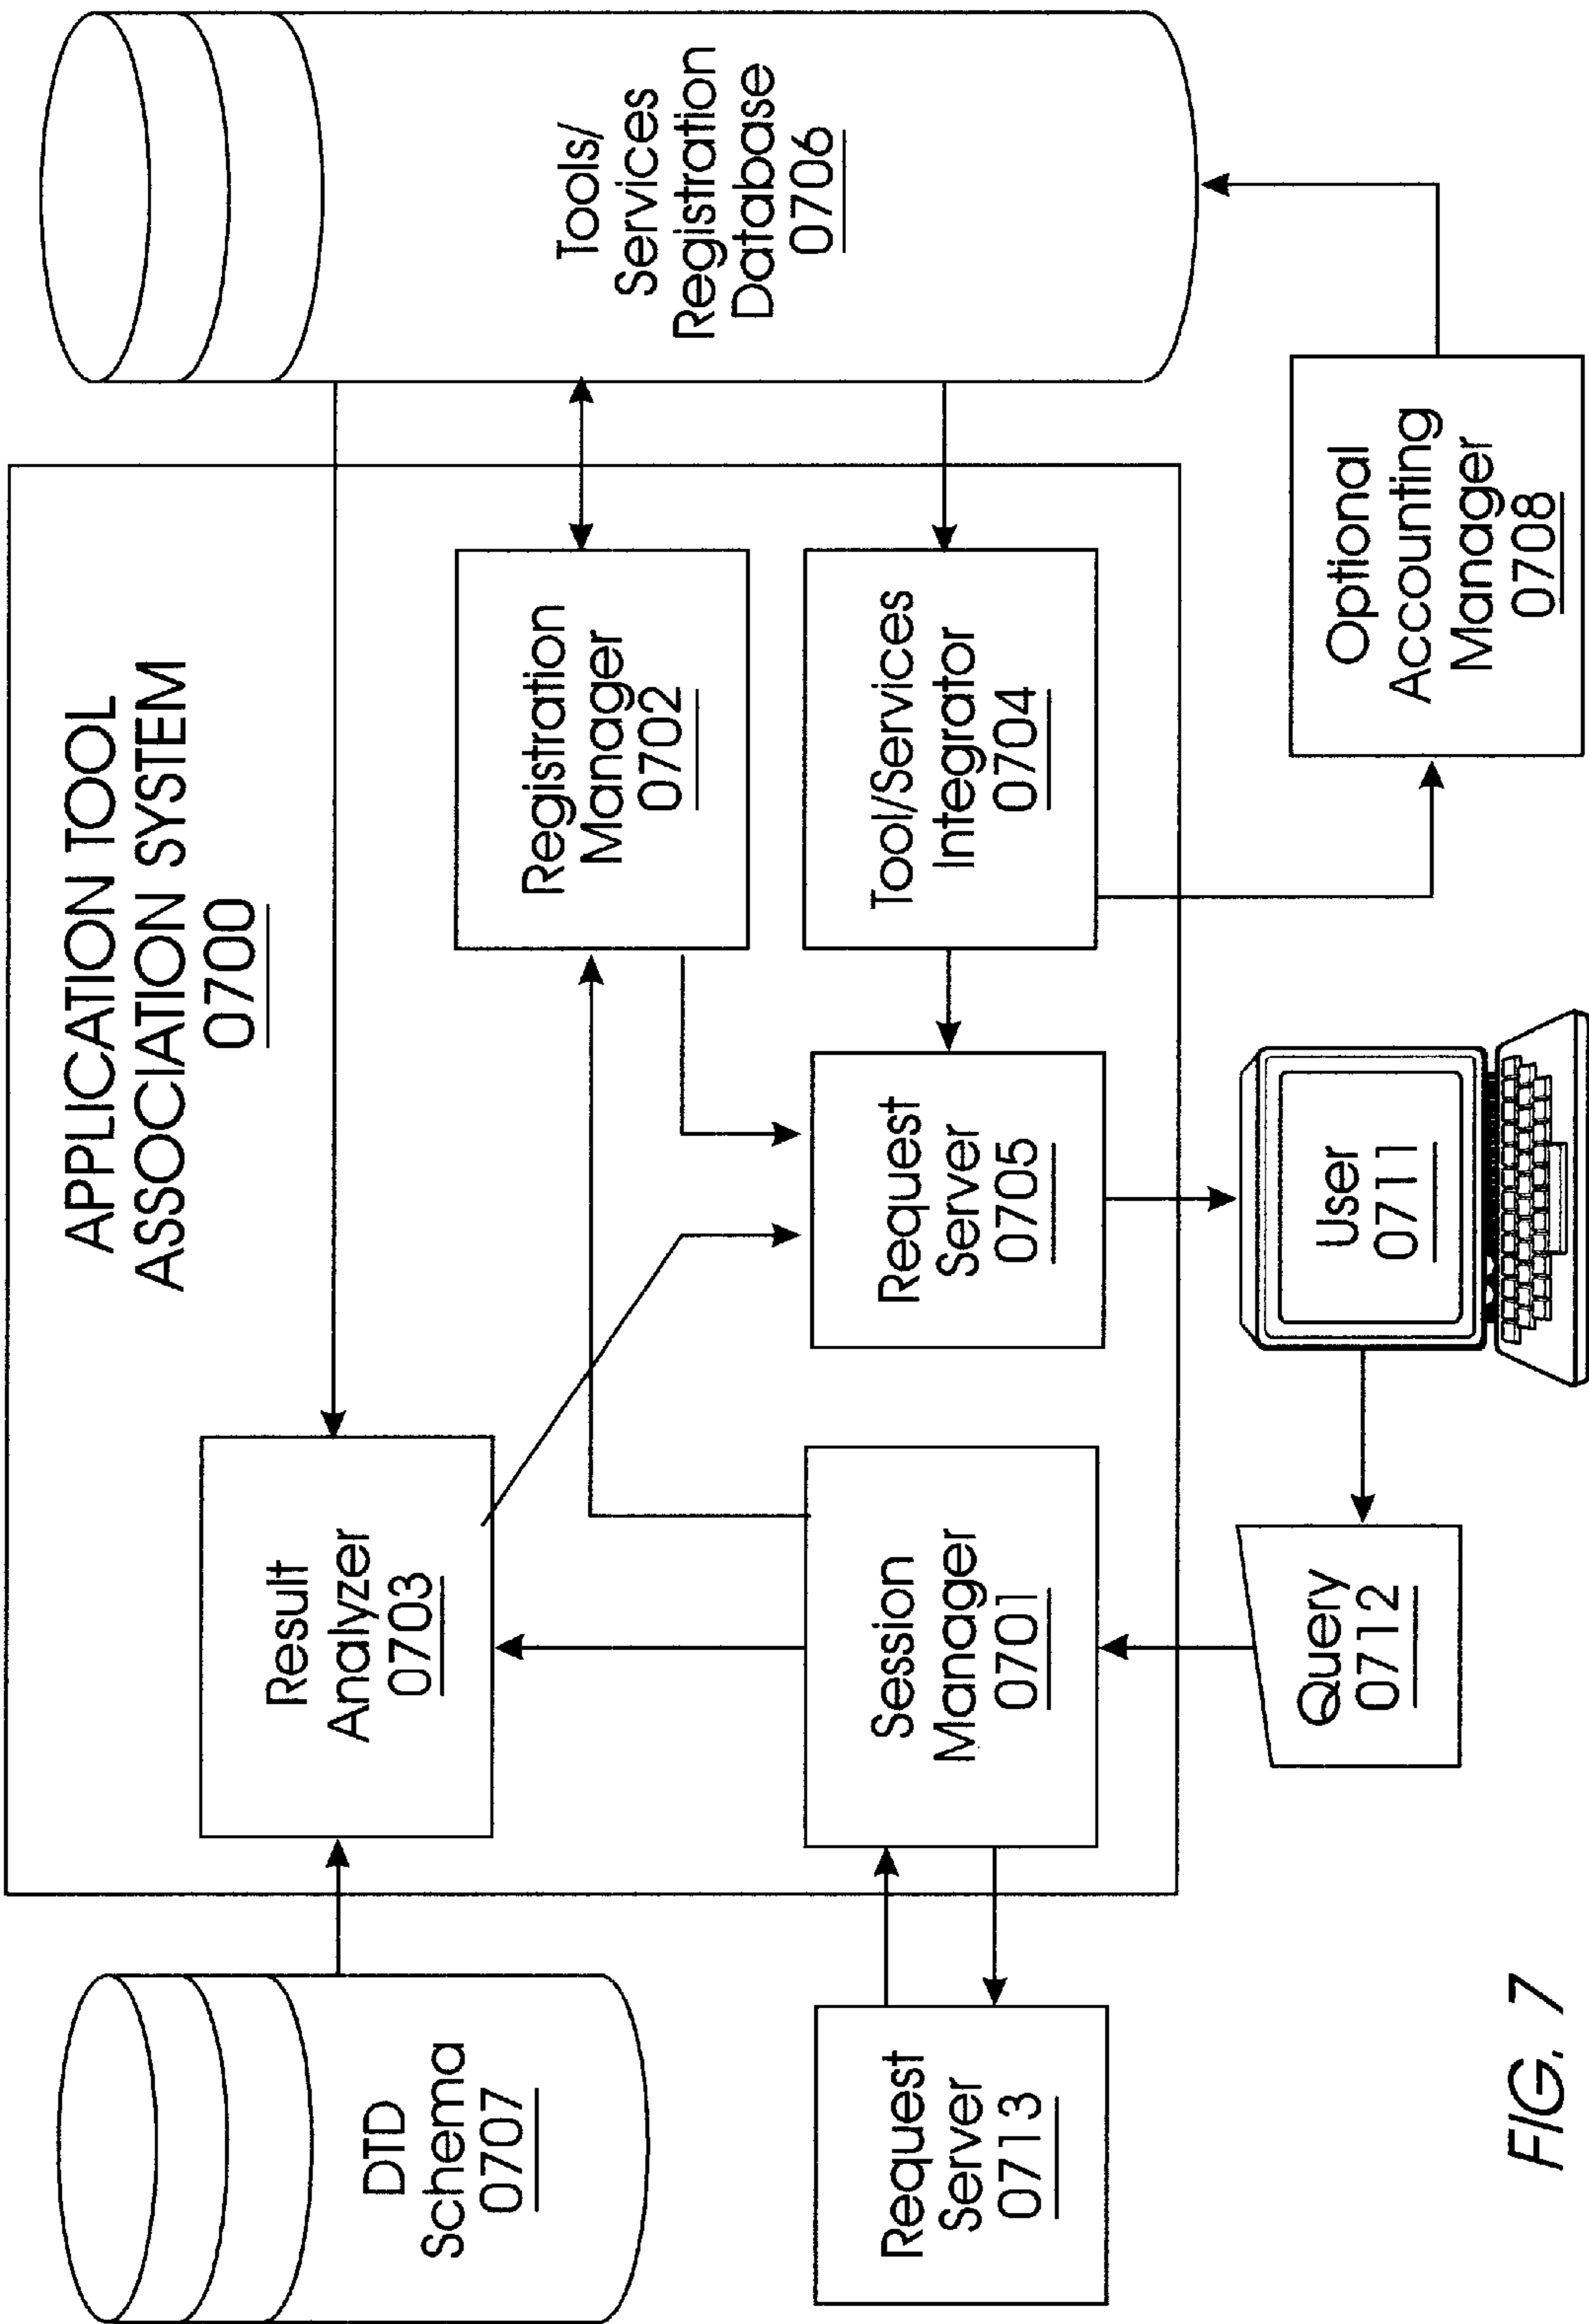 APPLICATION TOOL
ASSOCIATION SYSTEM
0700
DTD
Schema
0707
Result
Analyzer
0703
Registration
Manager
0702
Tools/
Services
Registration
Database
0706
Request
Server
0713
Session
Manager
0701
Request
Server
0705
Tool/Services
Integrator
0704
Query
0712
User
0711
Optional
Accounting
Manager
0708
FIG. 7